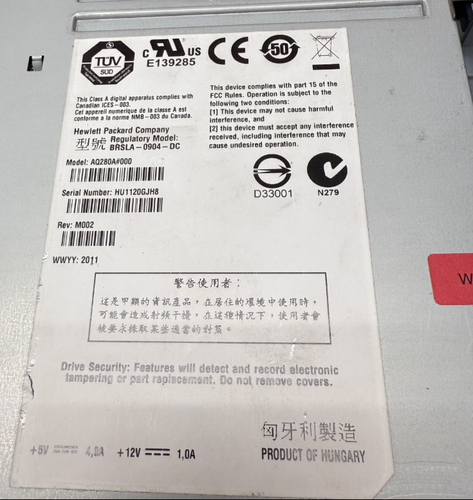 TÜV
SÜD
C UR US
E139285
CE
50
This Class A digital apparatus complies with
Canadian ICES-003.
Cet appareil numerique de la classe A est
conforme a la norme NMB-003 du Canada.
This device complies with part 15 of the
FCC Rules. Operation is subject to the
following two conditions:
[1] This device may not cause harmful
interference, and
[2] this device must accept any interference
received, including interference that may
cause undesired operation.
Hewlett Packard Company
型號 Regulatory Model:
BRSLA-0904-DC
Model: AQ280A#000
Serial Number: HU1120GJH8
Rev: M002
WWYY: 2011
D33001
N279
W
警告使用者:
這是甲類的資訊產品,在居住的環境中使用時,
可能會造成射頻干擾,在這種情況下,使用者會
被要求採取某些適當的對策。
Drive Security: Features will detect and record electronic
tampering or part replacement. Do not remove covers.
+5V 4,0A +12V 1,0A
匈牙利製造
PRODUCT OF HUNGARY